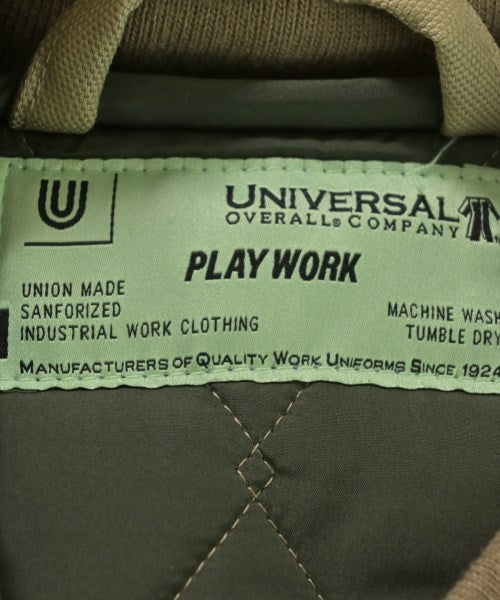 U
UNIVERSAL
OVERALL® COMPANY
PLAY WORK
UNION MADE
SANFORIZED
INDUSTRIAL WORK CLOTHING
MACHINE WASH
TUMBLE DRY
MANUFACTURERS OF QUALITY WORK UNIFORMS SINCE 1924